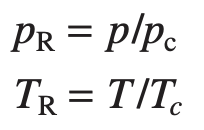 p_R = p/p_c
T_R = T/T_c